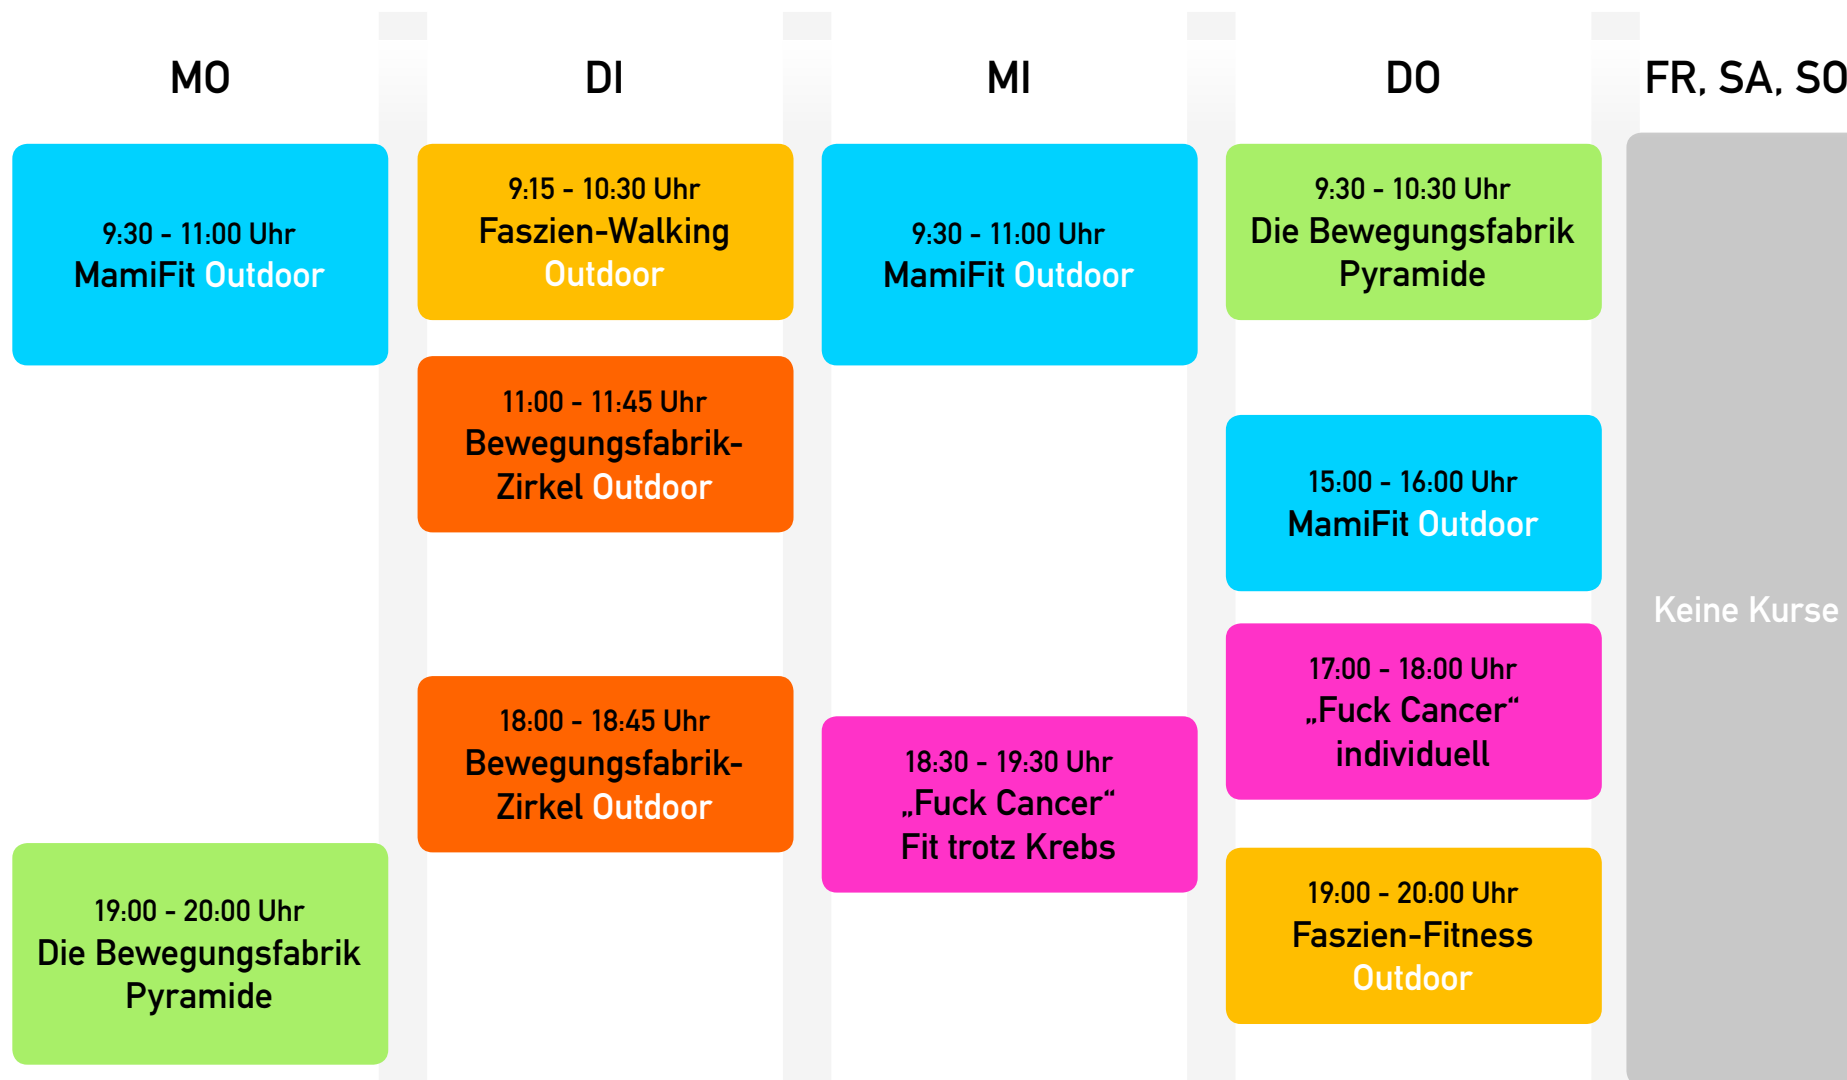 MO
9:30 - 11:00 Uhr
MamiFit Outdoor
19:00 - 20:00 Uhr
Die Bewegungsfabrik
Pyramide
DI
9:15 - 10:30 Uhr
Faszien-Walking
Outdoor
11:00 - 11:45 Uhr
Bewegungsfabrik-
Zirkel Outdoor
18:00 - 18:45 Uhr
Bewegungsfabrik-
Zirkel Outdoor
MI
9:30 - 11:00 Uhr
MamiFit Outdoor
18:30 - 19:30 Uhr
„Fuck Cancer“
Fit trotz Krebs
DO
9:30 - 10:30 Uhr
Die Bewegungsfabrik
Pyramide
15:00 - 16:00 Uhr
MamiFit Outdoor
17:00 - 18:00 Uhr
„Fuck Cancer“
individuell
19:00 - 20:00 Uhr
Faszien-Fitness
Outdoor
FR, SA, SO
Keine Kurse